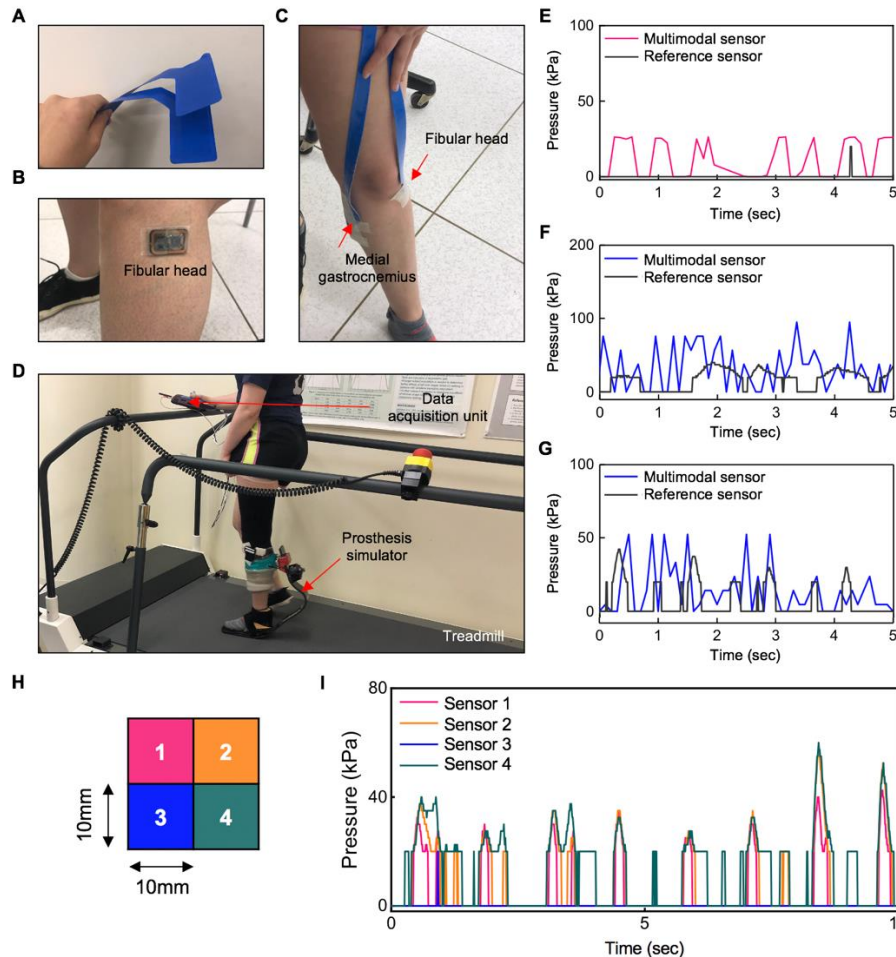 A
B
Fibular head
C
Fibular head
Medial
gastrocnemius
D
Data
acquisition unit
Prosthesis
simulator
Treadmill
E
Pressure (kPa)
100
50
0
Multimodal sensor
Reference sensor
0 1 2 3 4 5
Time (sec)
F
Pressure (kPa)
200
100
0
Multimodal sensor
Reference sensor
0 1 2 3 4 5
Time (sec)
G
Pressure (kPa)
100
50
0
Multimodal sensor
Reference sensor
0 1 2 3 4 5
Time (sec)
H
1 2
3 4
10mm
10mm
I
Pressure (kPa)
80
40
0
Sensor 1
Sensor 2
Sensor 3
Sensor 4
0 5 1
Time (sec)